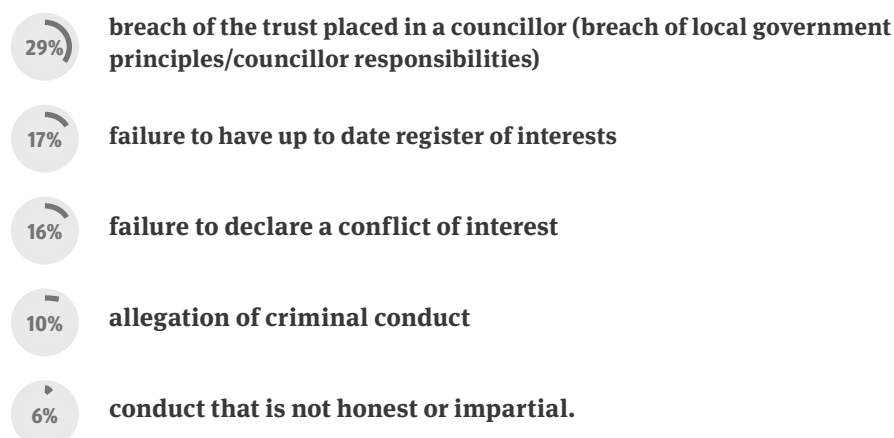 29%
breach of the trust placed in a councillor (breach of local government
principles/councillor responsibilities)
17%
failure to have up to date register of interests
16%
failure to declare a conflict of interest
10%
allegation of criminal conduct
6%
conduct that is not honest or impartial.